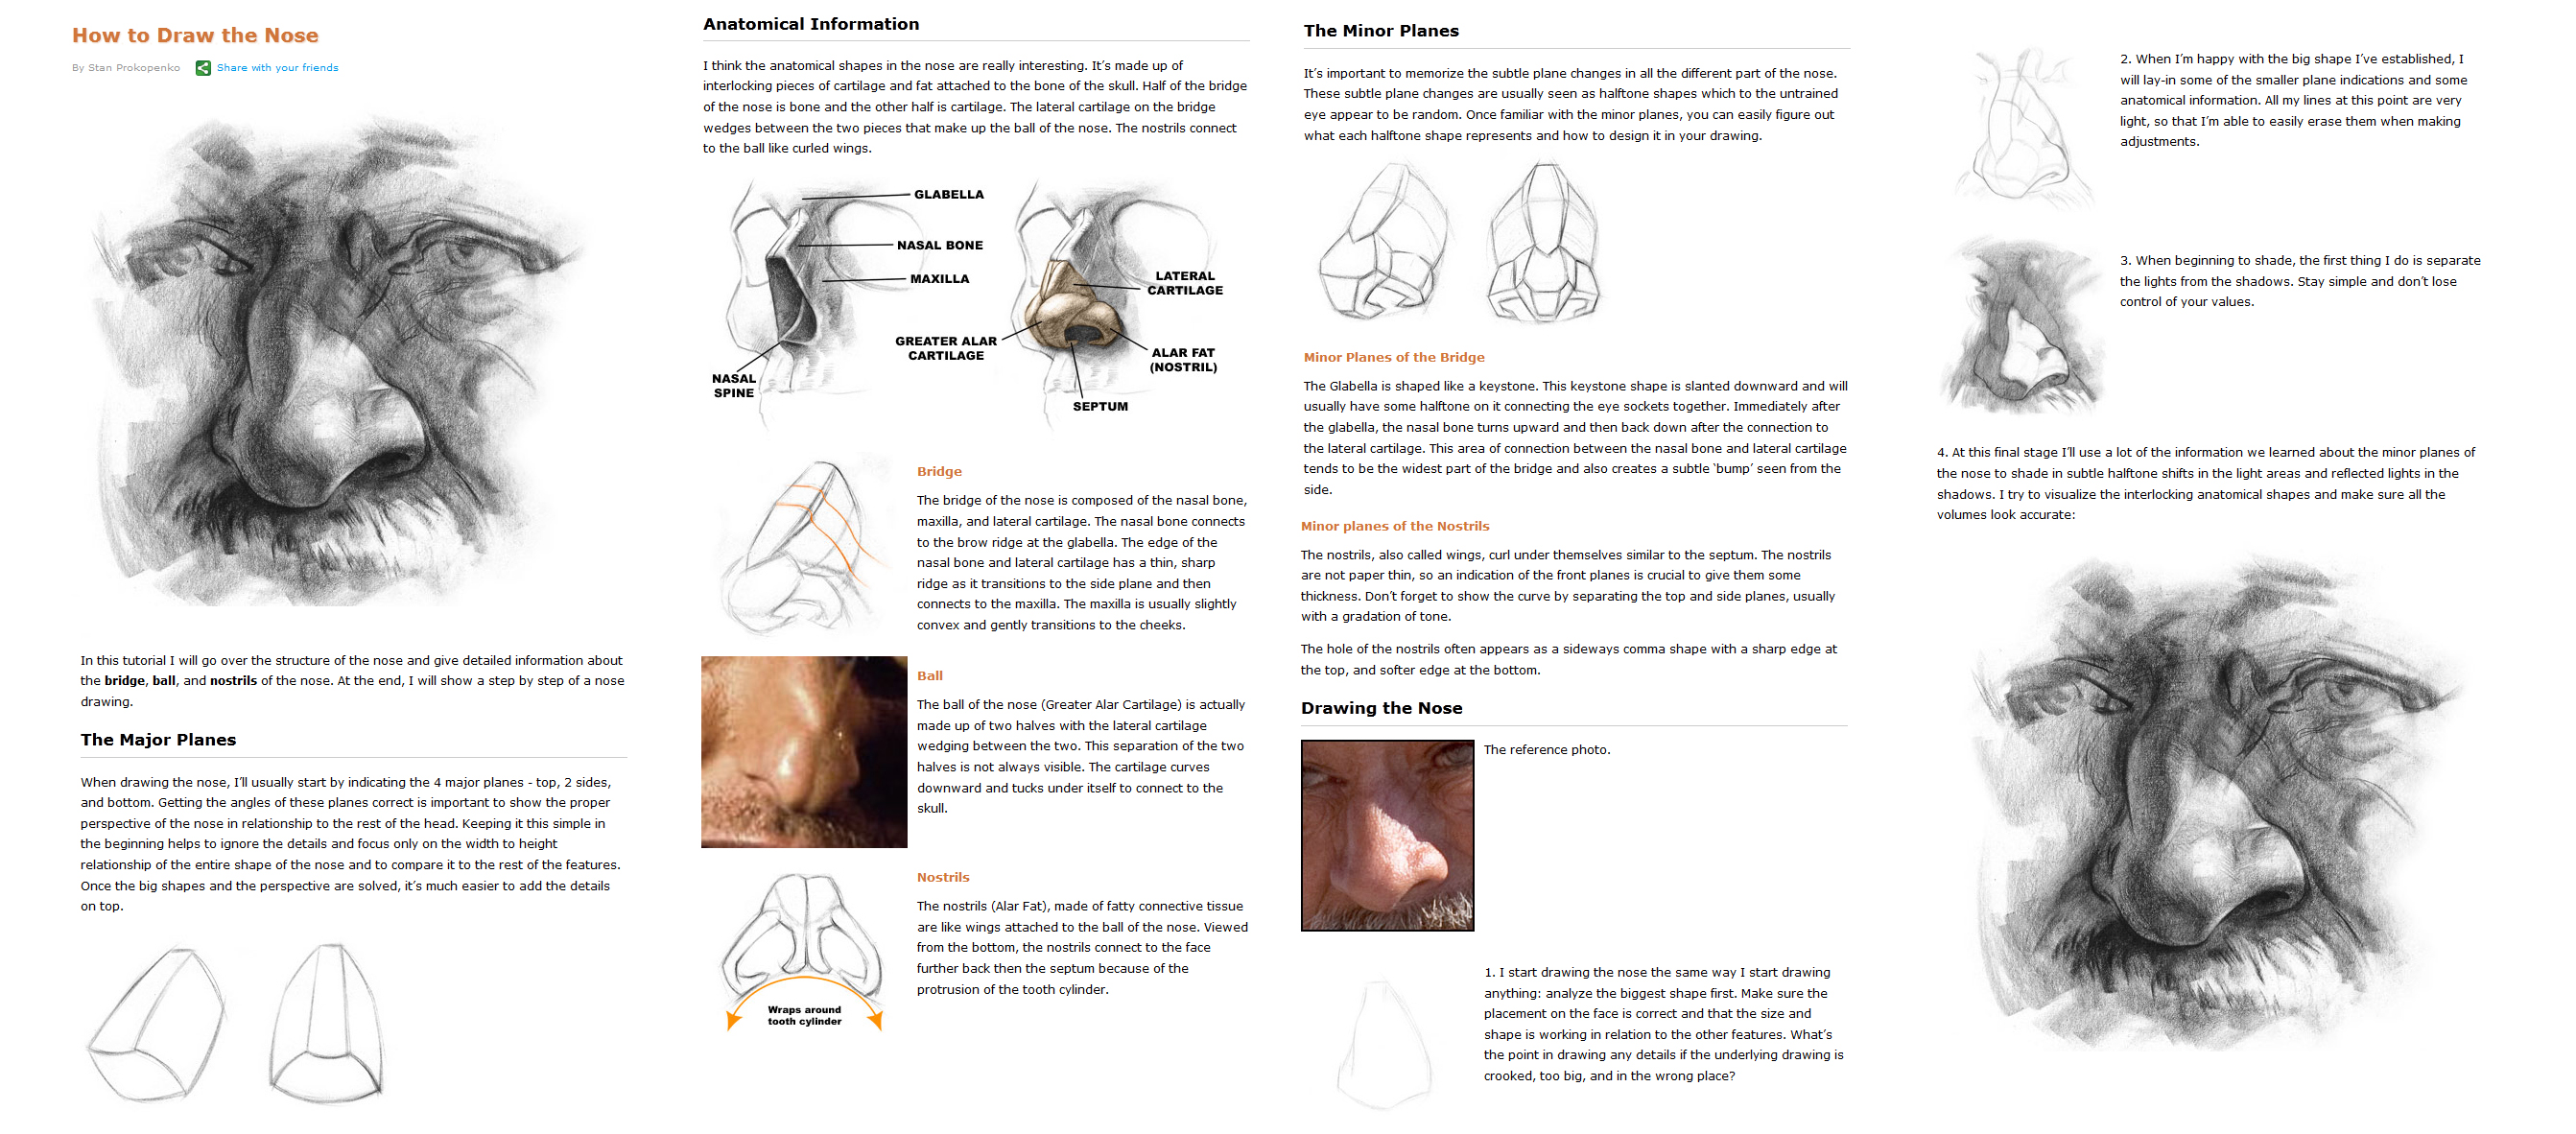 How to Draw the Nose
By Stan Prokopenko Share with your friends
In this tutorial I will go over the structure of the nose and give detailed information about
the bridge, ball, and nostrils of the nose. At the end, I will show a step by step of a nose
drawing.
The Major Planes
When drawing the nose, I'll usually start by indicating the 4 major planes - top, 2 sides,
and bottom. Getting the angles of these planes correct is important to show the proper
perspective of the nose in relationship to the rest of the head. Keeping it this simple in
the beginning helps to ignore the details and focus only on the width to height
relationship of the entire shape of the nose and to compare it to the rest of the features.
Once the big shapes and the perspective are solved, it's much easier to add the details
on top.
Anatomical Information
I think the anatomical shapes in the nose are really interesting. It's made up of
interlocking pieces of cartilage and fat attached to the bone of the skull. Half of the bridge
of the nose is bone and the other half is cartilage. The lateral cartilage on the bridge
wedges between the two pieces that make up the ball of the nose. The nostrils connect
to the ball like curled wings.
GLABELLA
NASAL BONE
MAXILLA
NASAL
SPINE
LATERAL
CARTILAGE
GREATER ALAR
CARTILAGE
ALAR FAT
(NOSTRIL)
SEPTUM
Bridge
The bridge of the nose is composed of the nasal bone,
maxilla, and lateral cartilage. The nasal bone connects
to the brow ridge at the glabella. The edge of the
nasal bone and lateral cartilage has a thin, sharp
ridge as it transitions to the side plane and then
connects to the maxilla. The maxilla is usually slightly
convex and gently transitions to the cheeks.
Ball
The ball of the nose (Greater Alar Cartilage) is actually
made up of two halves with the lateral cartilage
wedging between the two. This separation of the two
halves is not always visible. The cartilage curves
downward and tucks under itself to connect to the
skull.
Nostrils
The nostrils (Alar Fat), made of fatty connective tissue
are like wings attached to the ball of the nose. Viewed
from the bottom, the nostrils connect to the face
further back then the septum because of the
protrusion of the tooth cylinder.
Wraps around
tooth cylinder
The Minor Planes
It's important to memorize the subtle plane changes in all the different part of the nose.
These subtle plane changes are usually seen as halftone shapes which to the untrained
eye appear to be random. Once familiar with the minor planes, you can easily figure out
what each halftone shape represents and how to design it in your drawing.
Minor Planes of the Bridge
The Glabella is shaped like a keystone. This keystone shape is slanted downward and will
usually have some halftone on it connecting the eye sockets together. Immediately after
the glabella, the nasal bone turns upward and then back down after the connection to
the lateral cartilage. This area of connection between the nasal bone and lateral cartilage
tends to be the widest part of the bridge and also creates a subtle 'bump' seen from the
side.
Minor planes of the Nostrils
The nostrils, also called wings, curl under themselves similar to the septum. The nostrils
are not paper thin, so an indication of the front planes is crucial to give them some
thickness. Don't forget to show the curve by separating the top and side planes, usually
with a gradation of tone.
The hole of the nostrils often appears as a sideways comma shape with a sharp edge at
the top, and softer edge at the bottom.
Drawing the Nose
The reference photo.
1. I start drawing the nose the same way I start drawing
anything: analyze the biggest shape first. Make sure the
placement on the face is correct and that the size and
shape is working in relation to the other features. What's
the point in drawing any details if the underlying drawing is
crooked, too big, and in the wrong place?
2. When I'm happy with the big shape I've established, I
will lay-in some of the smaller plane indications and some
anatomical information. All my lines at this point are very
light, so that I'm able to easily erase them when making
adjustments.
3. When beginning to shade, the first thing I do is separate
the lights from the shadows. Stay simple and don't lose
control of your values.
4. At this final stage I'll use a lot of the information we learned about the minor planes of
the nose to shade in subtle halftone shifts in the light areas and reflected lights in the
shadows. I try to visualize the interlocking anatomical shapes and make sure all the
volumes look accurate: